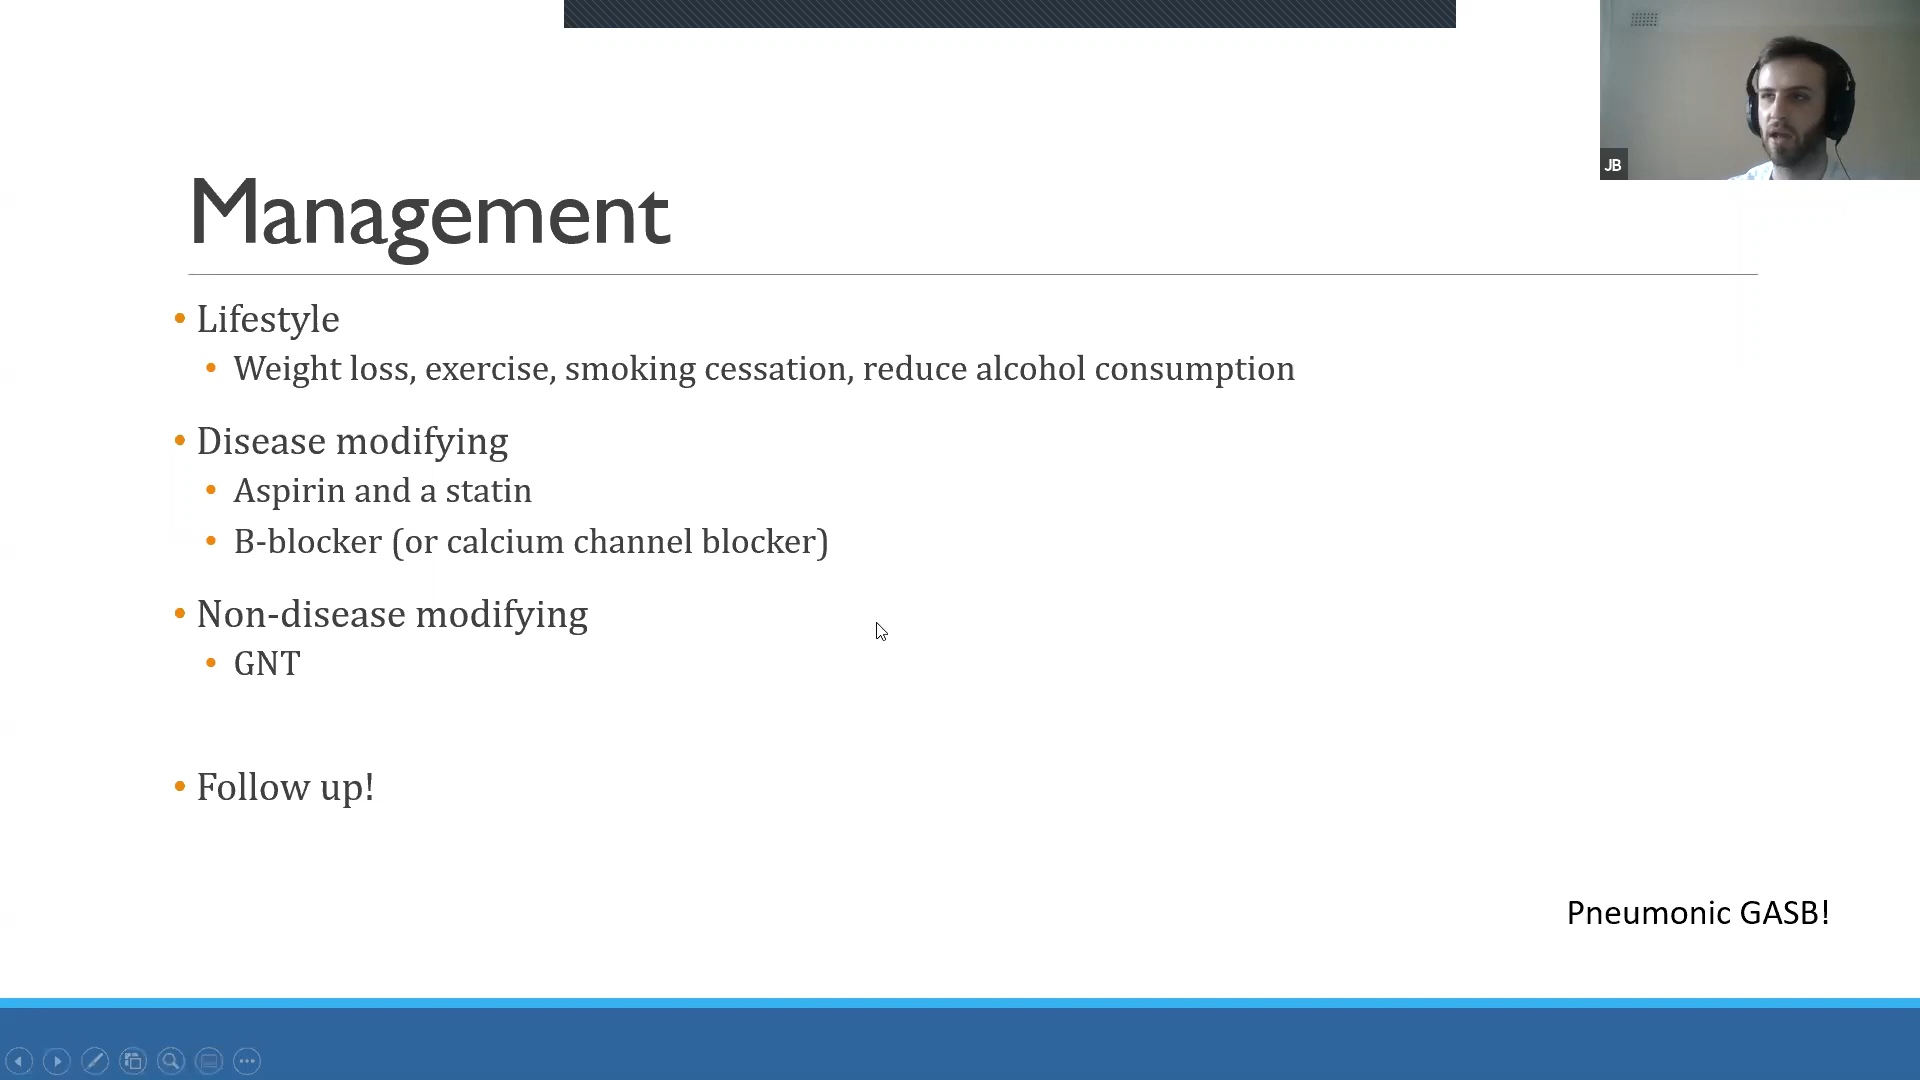 JB
Management
• Lifestyle
• Weight loss, exercise, smoking cessation, reduce alcohol consumption
• Disease modifying
• Aspirin and a statin
• B-blocker (or calcium channel blocker)
• Non-disease modifying
• GNT
• Follow up!
Pneumonic GASB!